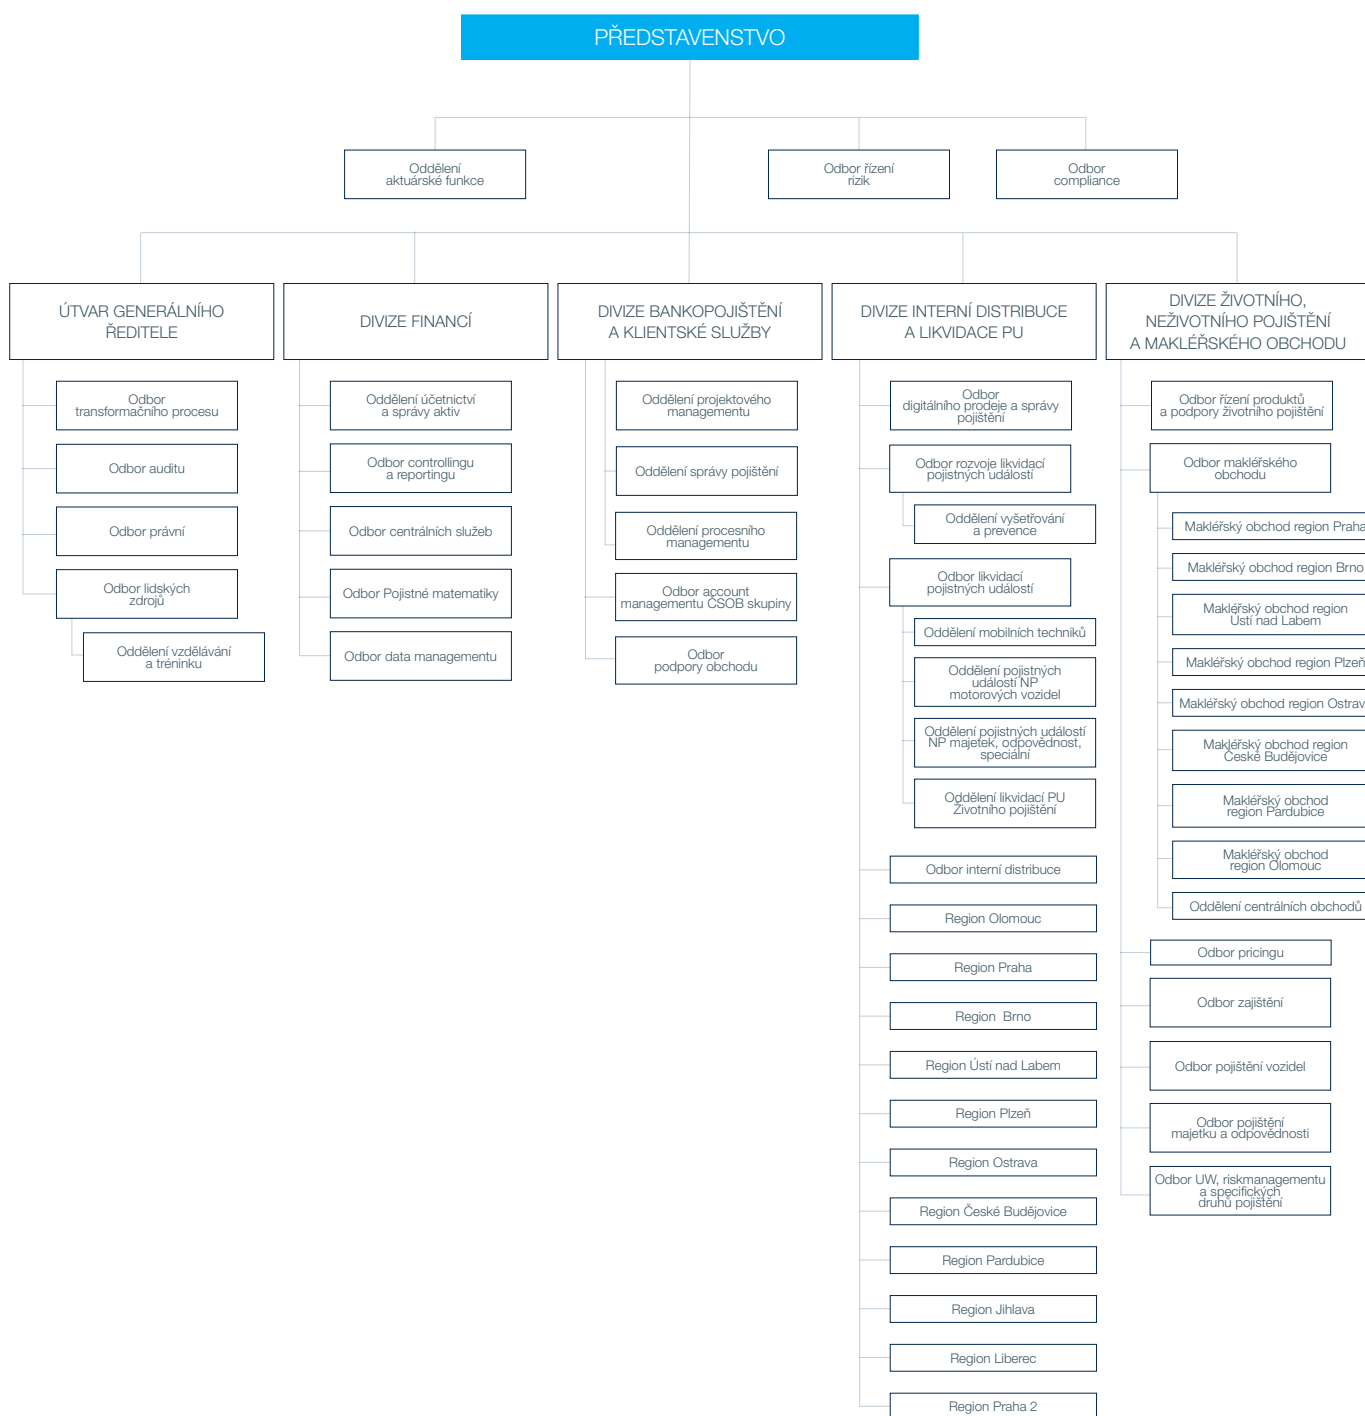 PŘEDSTAVENSTVO
Oddělení
aktuárské funkce
Odbor řízení
rizik
Odbor
compliance
ÚTVAR GENERÁLNÍHO
ŘEDITELE
DIVIZE FINANCÍ
DIVIZE BANKOPOJIŠTĚNÍ
A KLIENTSKÉ SLUŽBY
DIVIZE INTERNÍ DISTRIBUCE
A LIKVIDACE PU
DIVIZE ŽIVOTNÍHO,
NEŽIVOTNÍHO POJIŠTĚNÍ
A MAKLÉŘSKÉHO OBCHODU
Odbor
transformačního procesu
Odbor auditu
Odbor právní
Odbor lidských
zdrojů
Oddělení vzdělávání
a tréninku
Oddělení účetnictví
a správy aktiv
Odbor controllingu
a reportingu
Odbor centrálních služeb
Odbor Pojistné matematiky
Odbor data managementu
Oddělení projektového
managementu
Oddělení správy pojištění
Oddělení procesního
managementu
Odbor account
managementu ČSOB skupiny
Odbor
podpory obchodu
Odbor
digitálního prodeje a správy
pojištění
Odbor rozvoje likvidací
pojistných událostí
Oddělení vyšetřování
a prevence
Odbor likvidací
pojistných událostí
Oddělení mobilních techniků
Oddělení pojistných
událostí NP
motorových vozidel
Oddělení pojistných událostí
NP majetek, odpovědnost,
speciální
Oddělení likvidací PU
Životního pojištění
Odbor interní distribuce
Region Olomouc
Region Praha
Region Brno
Region Ústí nad Labem
Region Plzeň
Region Ostrava
Region České Budějovice
Region Pardubice
Region Jihlava
Region Liberec
Region Praha 2
Odbor řízení produktů
a podpory životního pojištění
Odbor makléřského
obchodu
Makléřský obchod region Praha
Makléřský obchod region Brno
Makléřský obchod region
Ústí nad Labem
Makléřský obchod region Plzeň
Makléřský obchod region Ostrav
Makléřský obchod region
České Budějovice
Makléřský obchod
region Pardubice
Makléřský obchod
region Olomouc
Oddělení centrálních obchodů
Odbor pricingu
Odbor zajištění
Odbor pojištění vozidel
Odbor pojištění
majetku a odpovědnosti
Odbor UW, riskmanagementu
a specifických
druhů pojištění